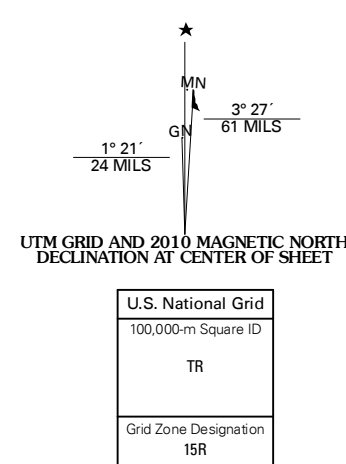 ★
MN
3° 27´
61 MILS
GN
1° 21´
24 MILS
UTM GRID AND 2010 MAGNETIC NORTH
DECLINATION AT CENTER OF SHEET
U.S. National Grid
100,000-m Square ID
TR
Grid Zone Designation
15R